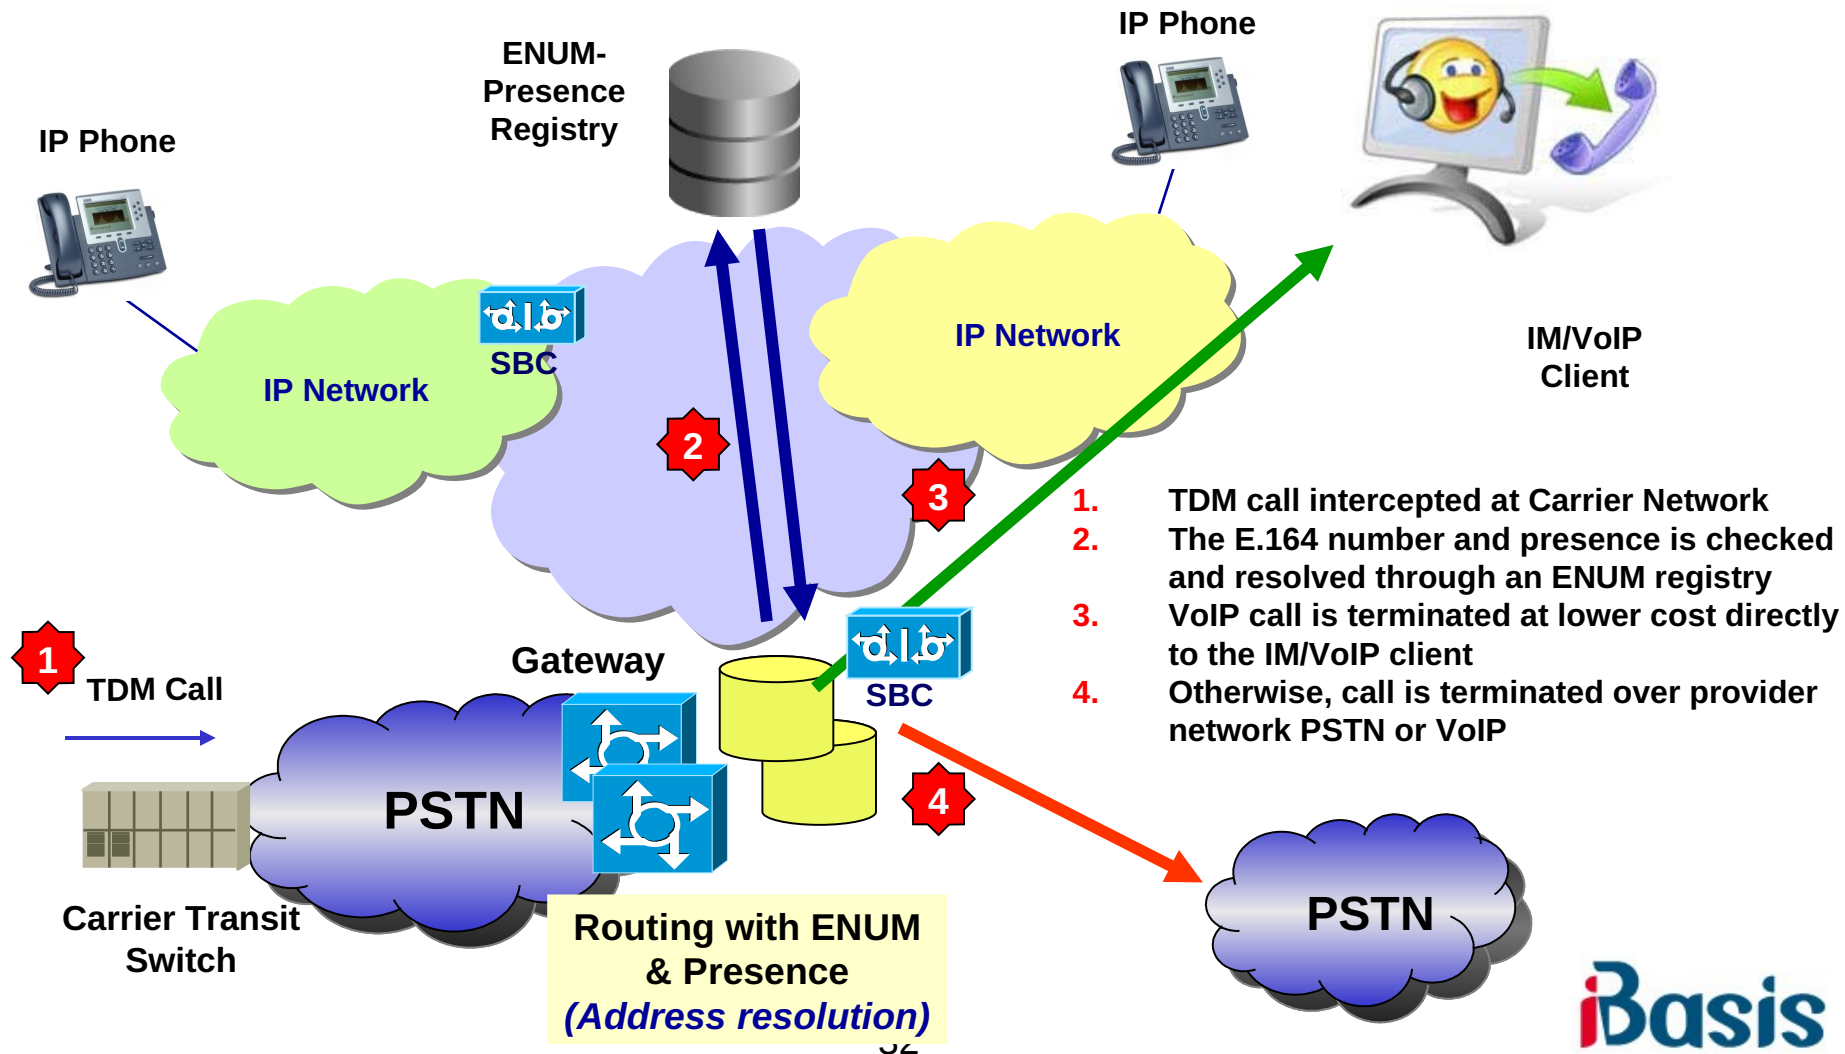 IP Phone
ENUM-
Presence
Registry
IP Phone
IP Network
SBC
IP Network
IM/VoIP
Client
2
3
1
TDM Call
Gateway
SBC
PSTN
4
Carrier Transit
Switch
1. TDM call intercepted at Carrier Network
2. The E.164 number and presence is checked
and resolved through an ENUM registry
3. VoIP call is terminated at lower cost directly
to the IM/VoIP client
4. Otherwise, call is terminated over provider
network PSTN or VoIP
Routing with ENUM
& Presence
(Address resolution)
PSTN
iBasis